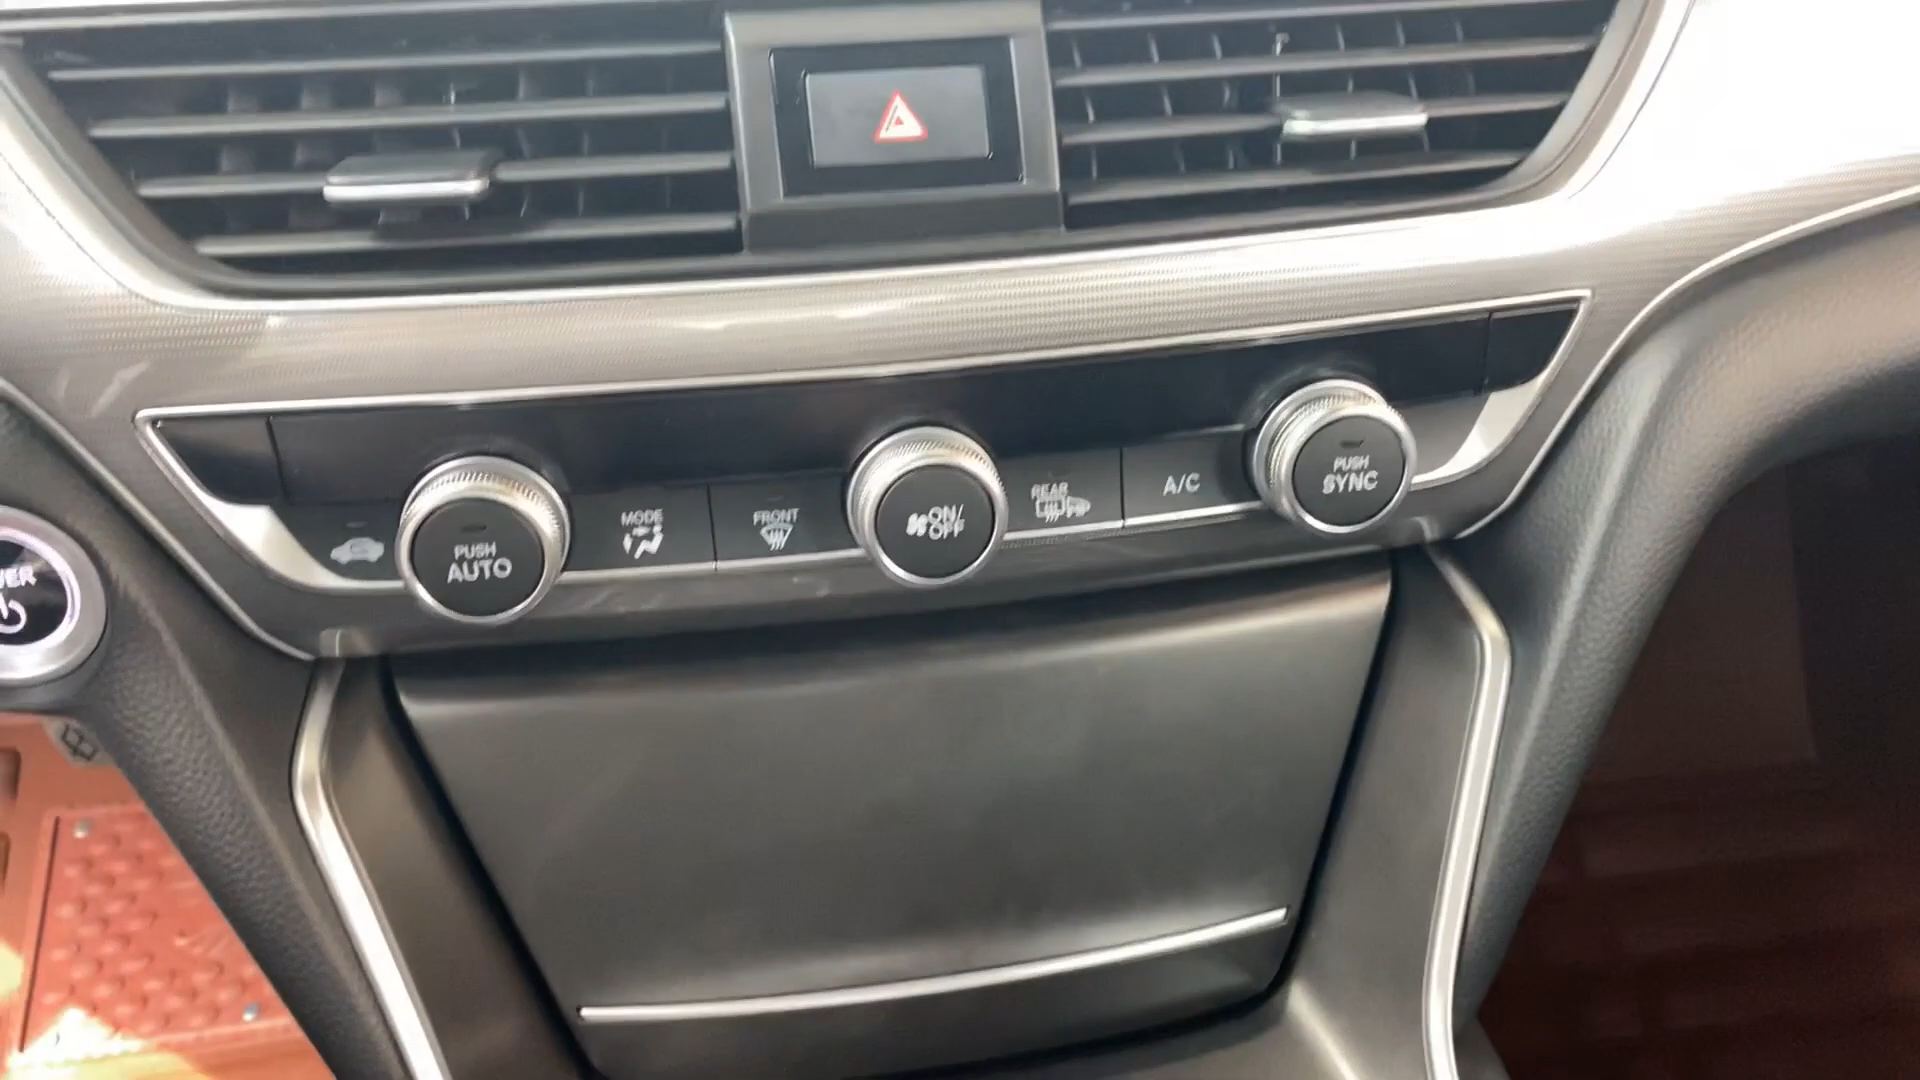 PUSH
AUTO
MODE
FRONT
ON/
OFF
REAR
A/C
PUSH
SYNC